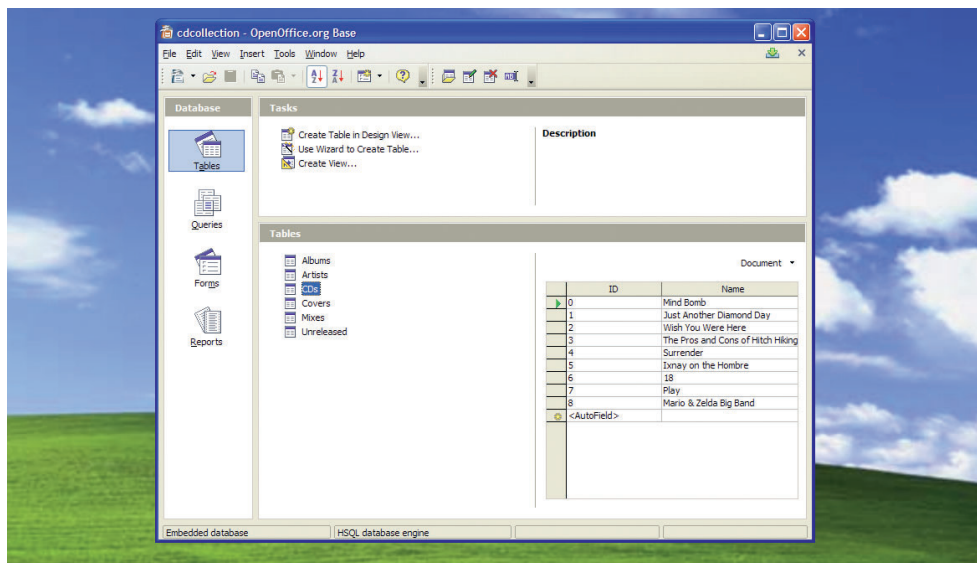 cdcollection - OpenOffice.org Base
File Edit View Insert Tools Window Help
Database
Tables
Queries
Forms
Reports
Tasks
Create Table in Design View...
Use Wizard to Create Table...
Create View...
Description
Tables
Albums
Artists
CDs
Covers
Mixes
Unreleased
Document
ID Name
0 Mind Bomb
1 Just Another Diamond Day
2 Wish You Were Here
3 The Pros and Cons of Hitch Hiking
4 Surrender
5 Ixnay on the Hombre
6 18
7 Play
8 Mario & Zelda Big Band
<AutoField>
Embedded database HSQL database engine